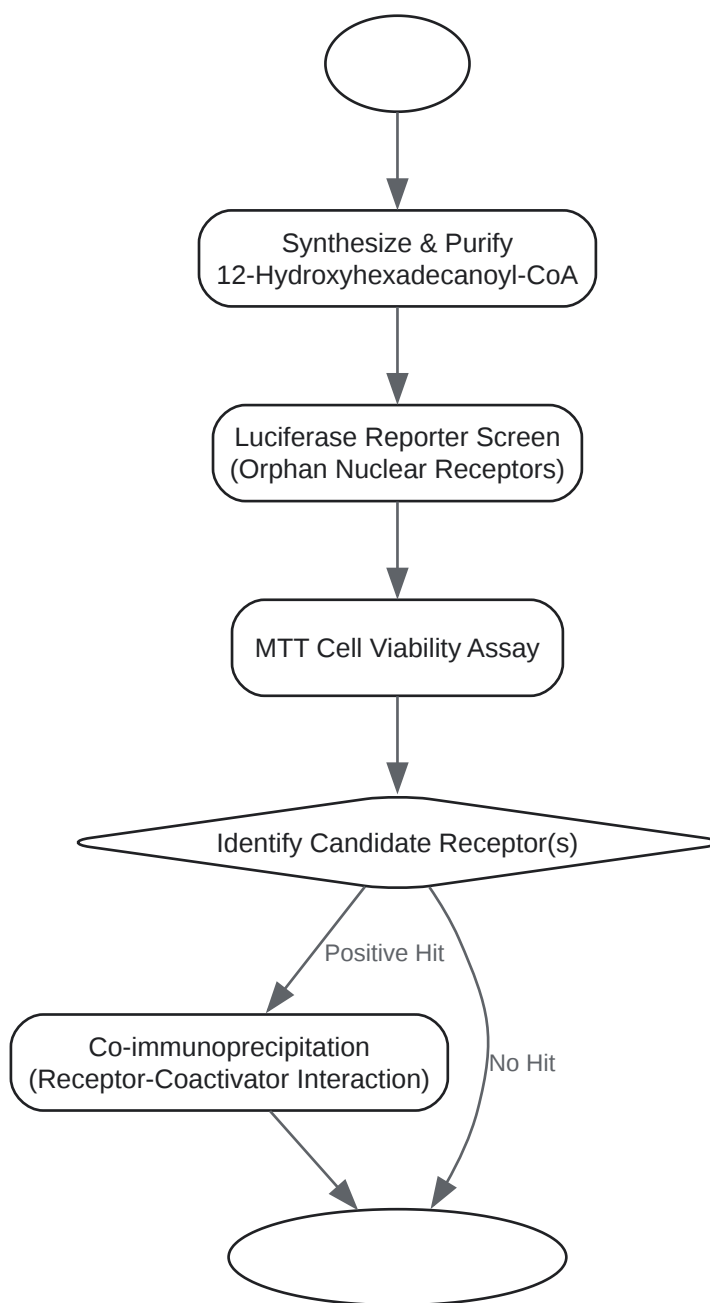 Synthesize & Purify
12-Hydroxyhexadecanoyl-CoA
Luciferase Reporter Screen
(Orphan Nuclear Receptors)
MTT Cell Viability Assay
Identify Candidate Receptor(s)
Positive Hit
Co-immunoprecipitation
(Receptor-Coactivator Interaction)
No Hit